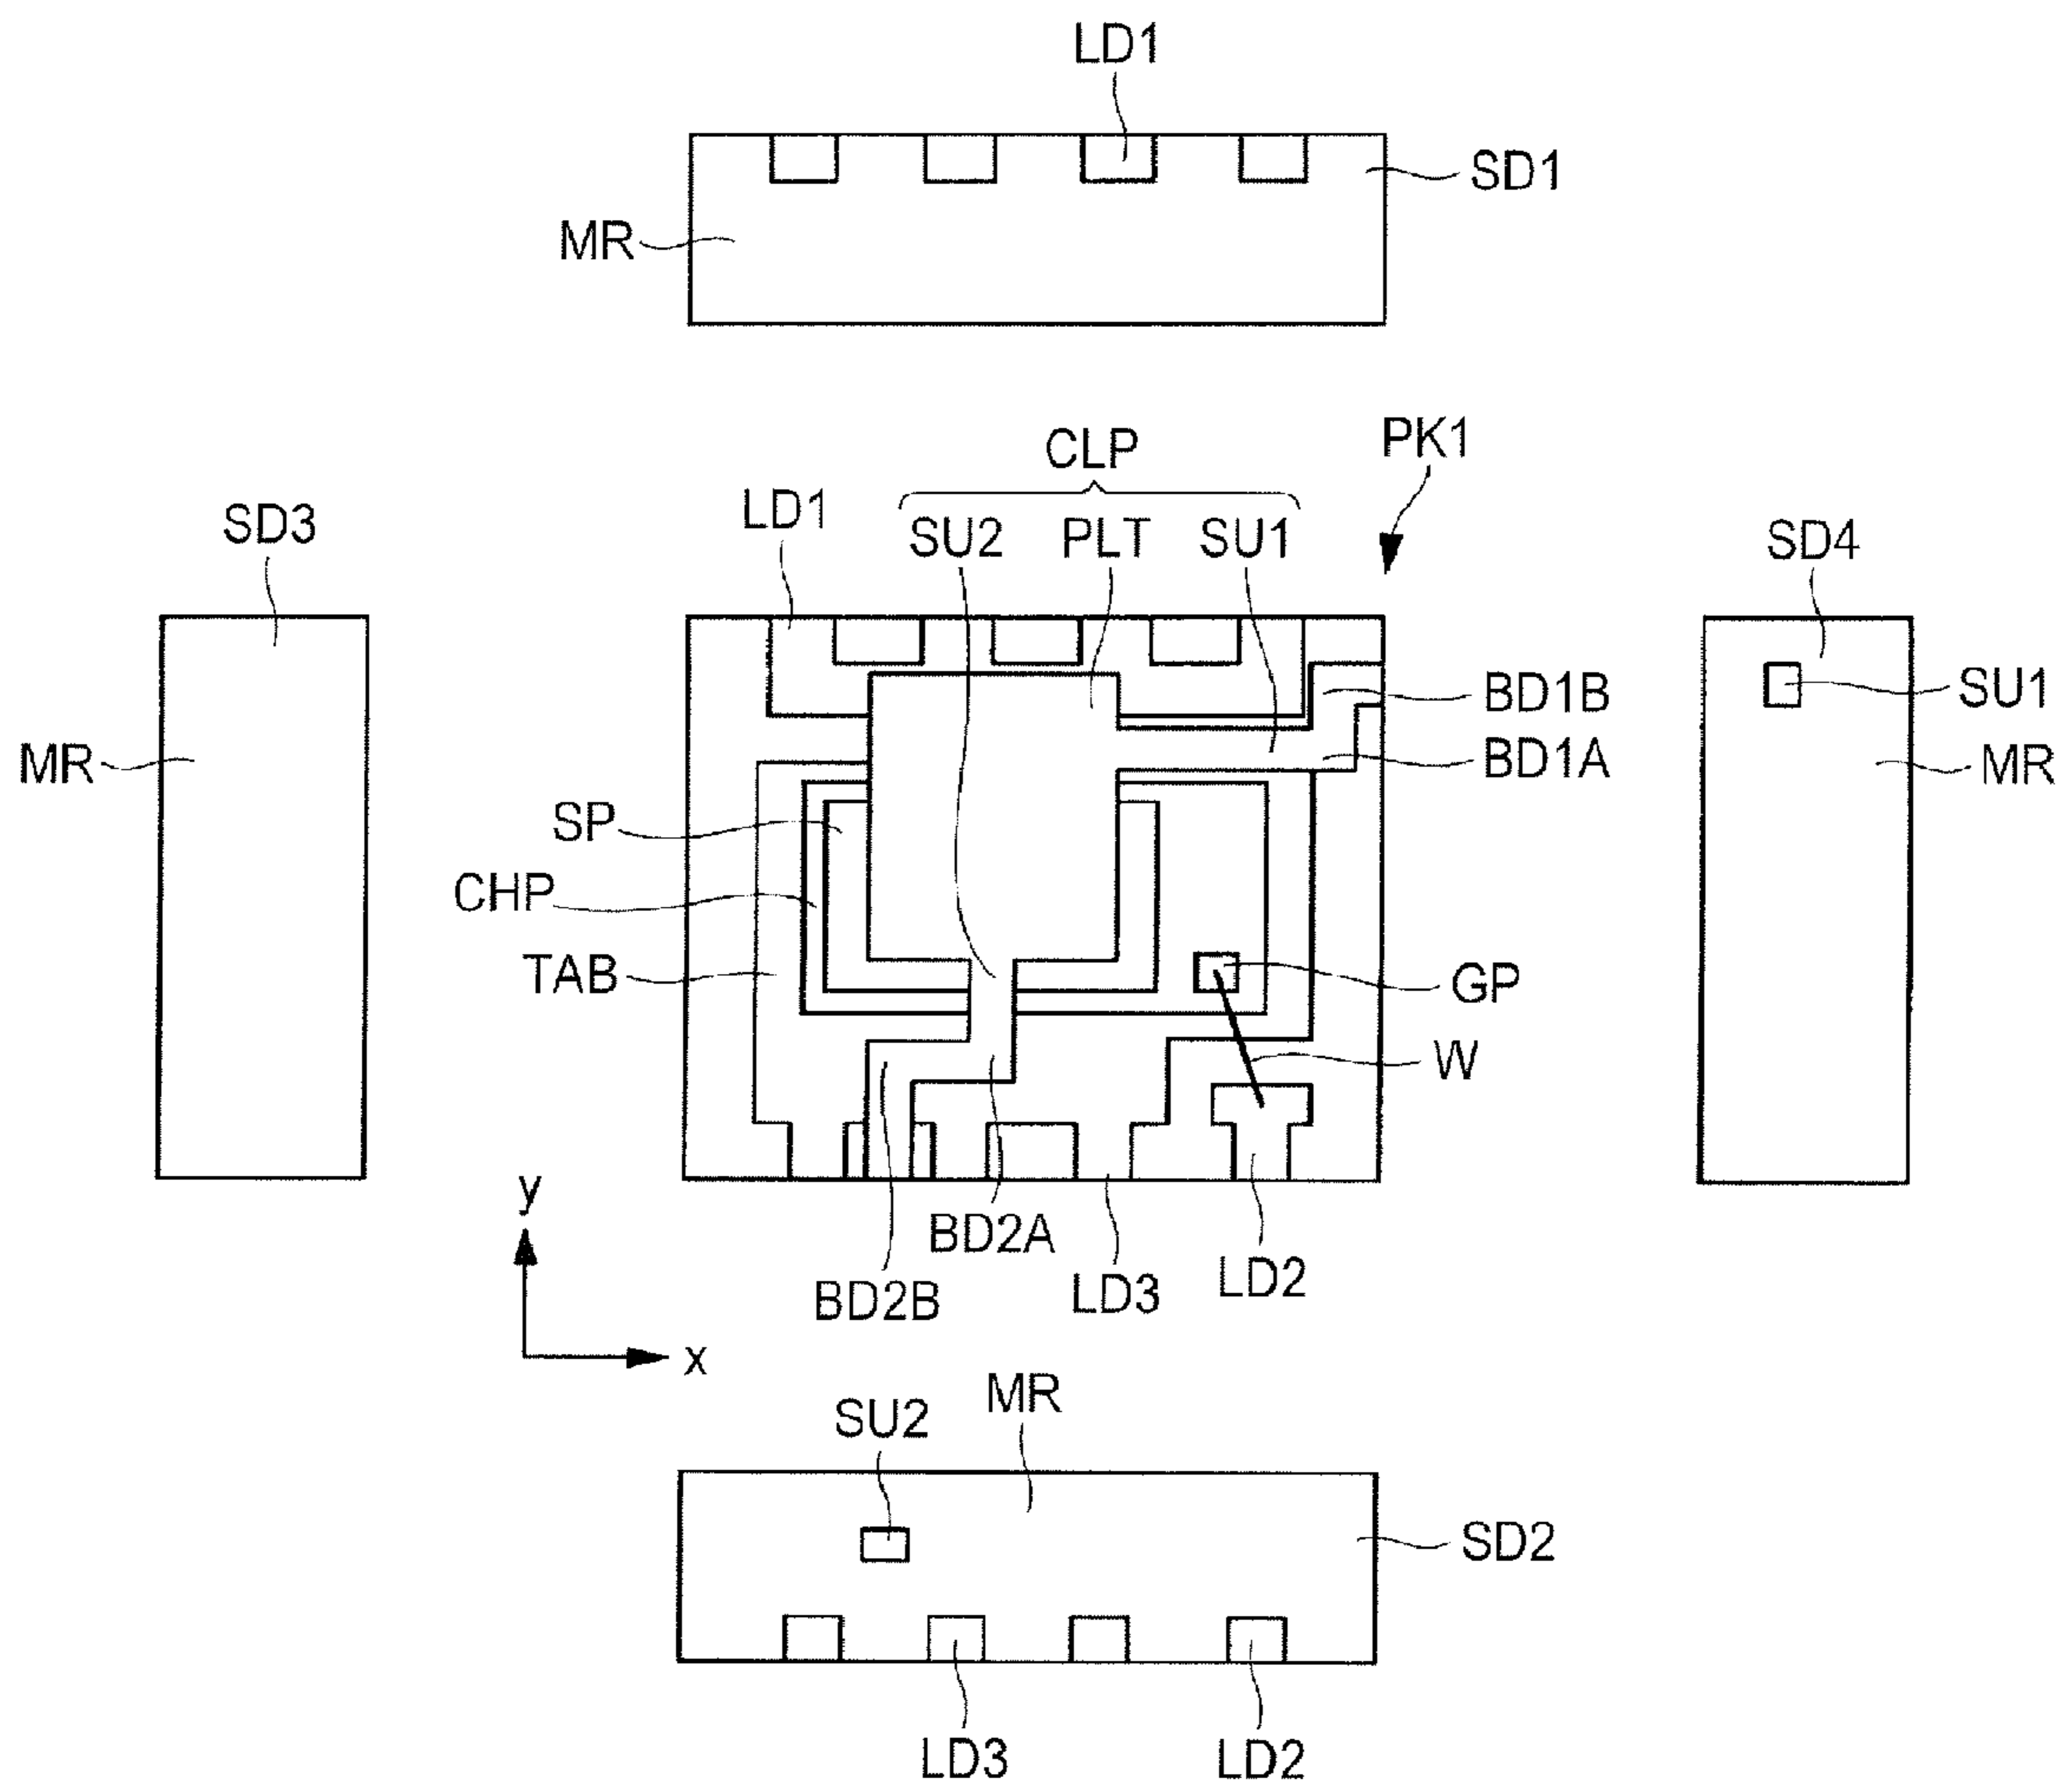 LD1
SD1
MR
CLP
PK1
SD3
LD1
SU2 PLT SU1
SD4
BD1B
SU1
MR
BD1A
MR
SP
CHP
TAB
GP
W
y
BD2A
BD2B
LD3
LD2
x
MR
SU2
SD2
LD3
LD2